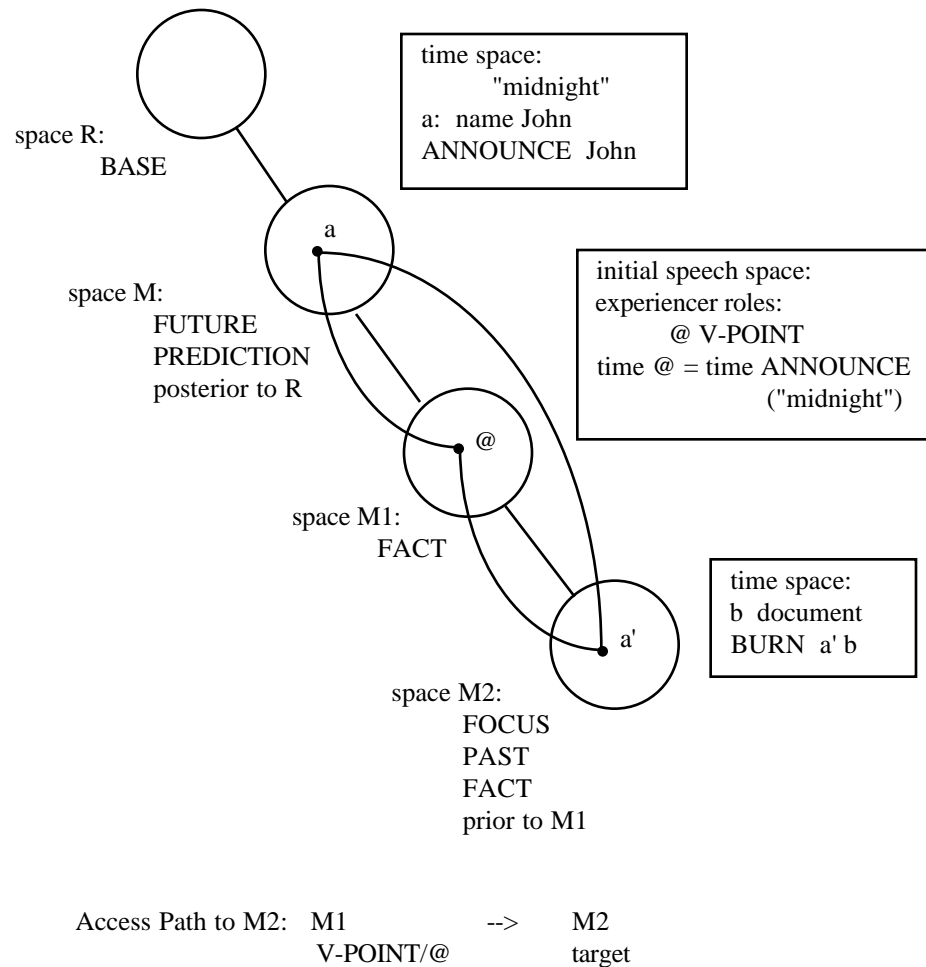 time space:
"midnight"
a: name John
ANNOUNCE John
space R:
BASE
a
space M:
FUTURE
PREDICTION
posterior to R
initial speech space:
experiencer roles:
@ V-POINT
time @ = time ANNOUNCE
("midnight")
@
space M1:
FACT
time space:
b document
BURN a' b
a'
space M2:
FOCUS
PAST
FACT
prior to M1
Access Path to M2: M1 --> M2
V-POINT/@ target